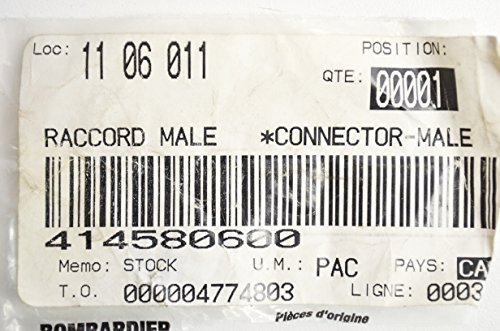 Loc: 11 06 011 POSITION:
QTE: 00001
RACCORD MALE *CONNECTOR-MALE
414580600
Memo: STOCK U.M.: PAC PAYS: CA
T.O. 000004774803 LIGNE: 0003
BOMBARDIER Pièces d'origine